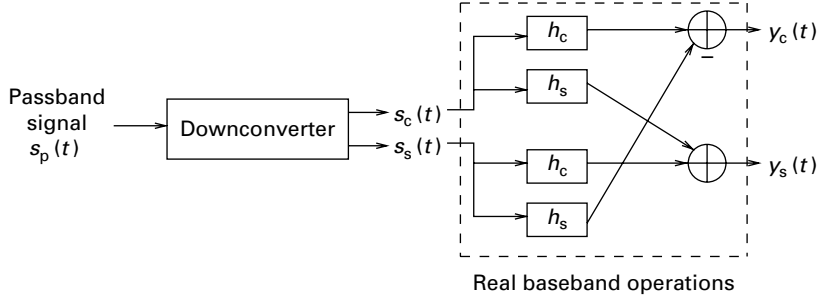 Passband
signal
s_p(t)
Downconverter
s_c(t)
s_s(t)
h_c
h_s
h_c
h_s
−
y_c(t)
y_s(t)
Real baseband operations